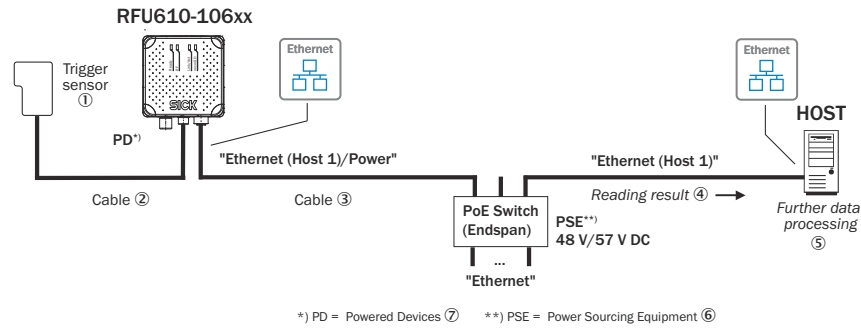 RFU610-106xx
Ethernet
Ethernet
Trigger
sensor
①
SICK
HOST
PD*)
"Ethernet (Host 1)/Power"
"Ethernet (Host 1)"
Cable ②
Cable ③
Reading result ④
PoE Switch
(Endspan)
PSE**)
48 V/57 V DC
Further data
processing
⑤
...
"Ethernet"
*) PD = Powered Devices ⑦ **) PSE = Power Sourcing Equipment ⑥